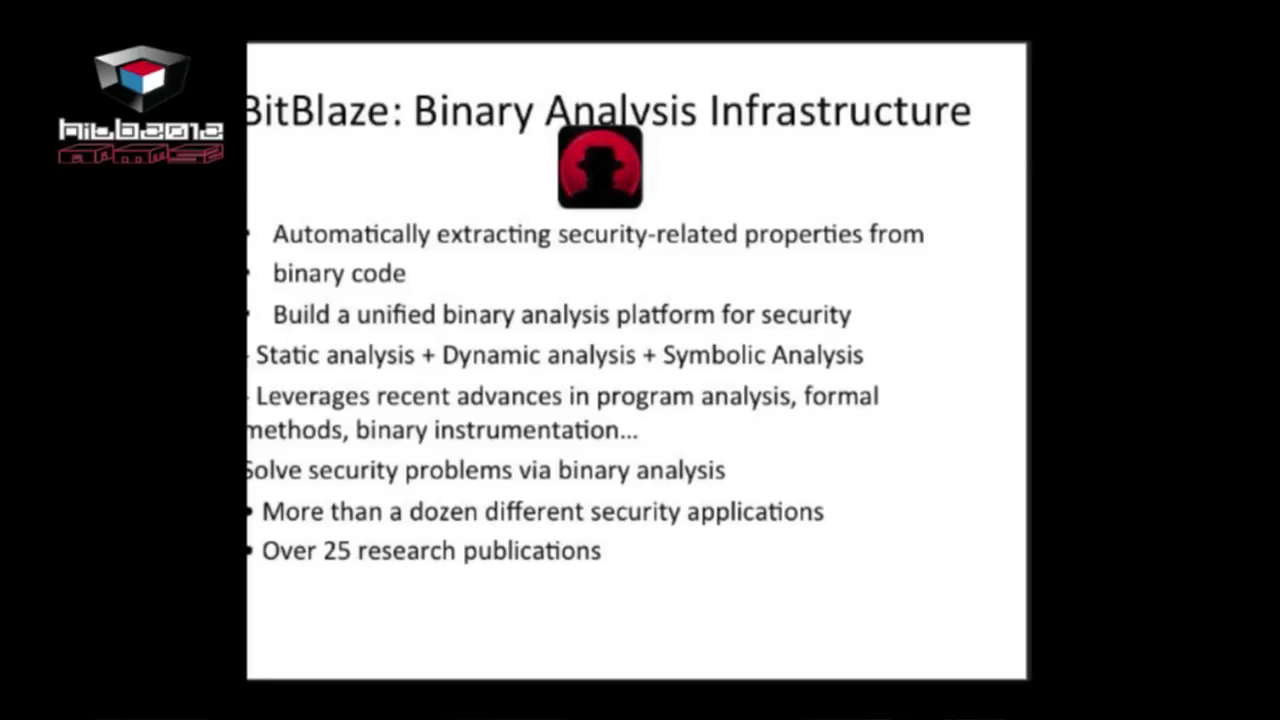 hitb2012
ams
BitBlaze: Binary Analysis Infrastructure
• Automatically extracting security-related properties from
• binary code
• Build a unified binary analysis platform for security
- Static analysis + Dynamic analysis + Symbolic Analysis
- Leverages recent advances in program analysis, formal
methods, binary instrumentation...
Solve security problems via binary analysis
• More than a dozen different security applications
• Over 25 research publications